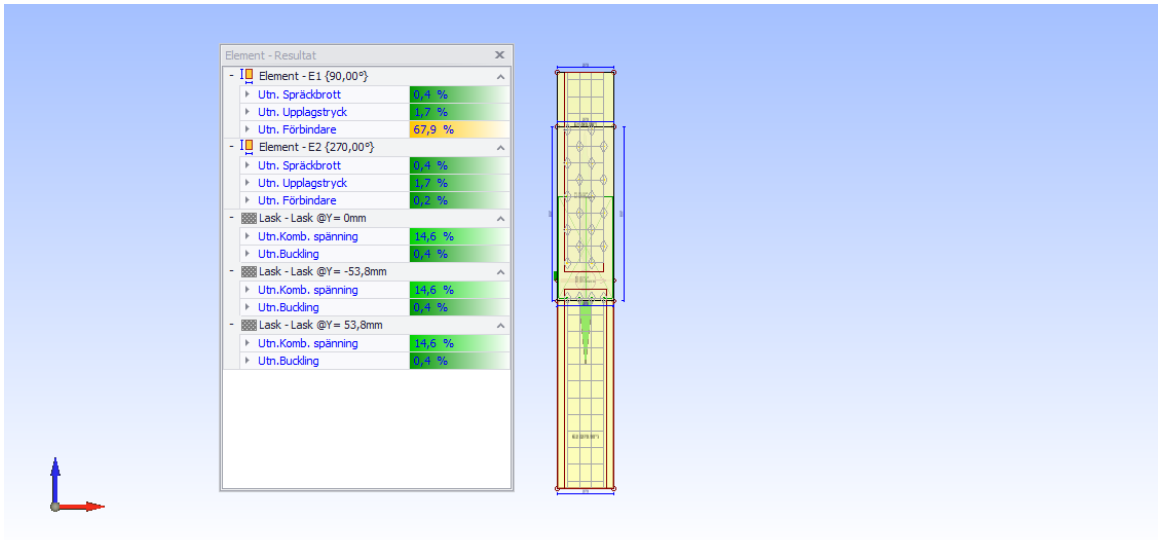 Element - Resultat
- Element - E1 {90,00°}
Utn. Spräckbrott 0,4 %
Utn. Upplagstryck 1,7 %
Utn. Förbindare 67,9 %
- Element - E2 {270,00°}
Utn. Spräckbrott 0,4 %
Utn. Upplagstryck 1,7 %
Utn. Förbindare 0,2 %
- Lask - Lask @Y= 0mm
Utn.Komb. spänning 14,6 %
Utn.Buckling 0,4 %
- Lask - Lask @Y= -53,8mm
Utn.Komb. spänning 14,6 %
Utn.Buckling 0,4 %
- Lask - Lask @Y= 53,8mm
Utn.Komb. spänning 14,6 %
Utn.Buckling 0,4 %